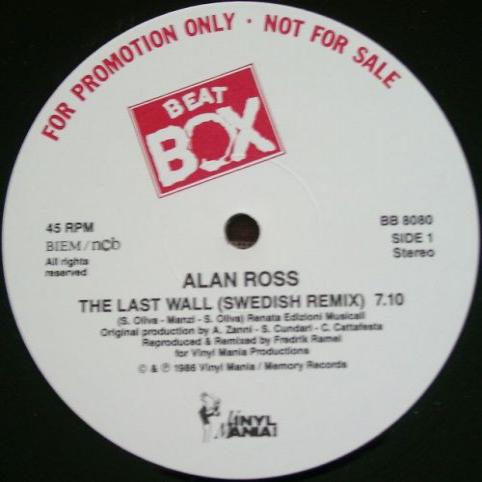 FOR PROMOTION ONLY · NOT FOR SALE
BEAT
BOX
45 RPM
BIEM/ncb
All rights
reserved
BB 8080
SIDE 1
Stereo
ALAN ROSS
THE LAST WALL (SWEDISH REMIX) 7.10
(S. Oliva - Manzi - S. Oliva) Renata Edizioni Musicali
Original production by A. Zanni - S. Cundari - C. Cattafesta
Reproduced & Remixed by Fredrik Ramel
for Vinyl Mania Productions
© & ℗ 1986 Vinyl Mania / Memory Records
VINYL
MANIA